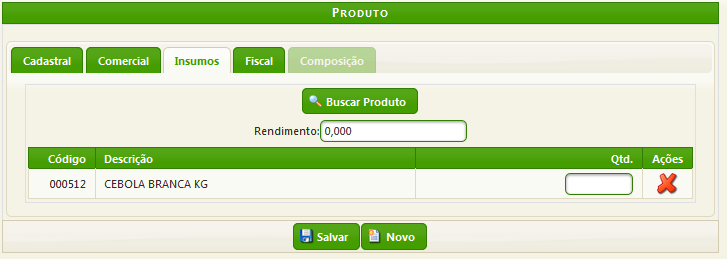 PRODUTO
Cadastral Comercial Insumos Fiscal Composição
Buscar Produto
Rendimento: 0,000
Código Descrição Qtd. Ações
000512 CEBOLA BRANCA KG
Salvar Novo